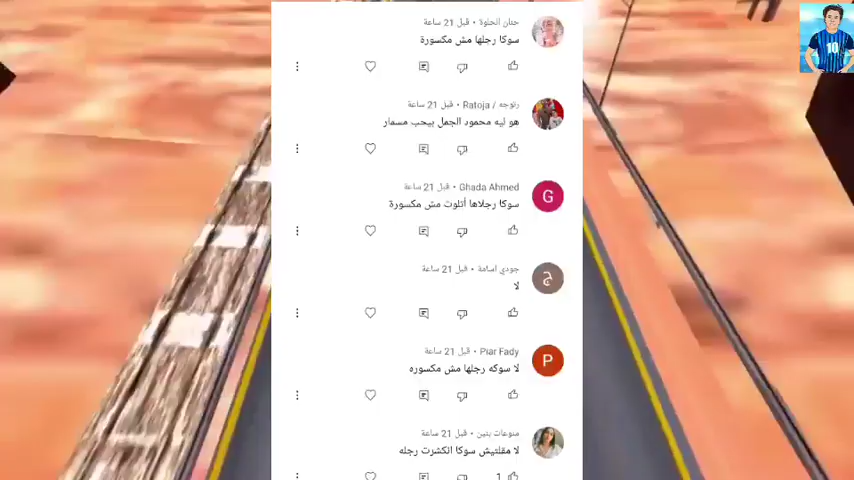 حنان الحلوة • قبل 21 ساعة
سوكا رجلها مش مكسورة
رتوجه / Ratoja • قبل 21 ساعة
هو ليه محمود الجمل بيحب مسمار
Ghada Ahmed • قبل 21 ساعة
G
سوكا رجلاها أتلوت مش مكسورة
جودي اسامة • قبل 21 ساعة
ج
لا
Piar Fady • قبل 21 ساعة
P
لا سوكه رجلها مش مكسوره
منوعات بنين • قبل 21 ساعة
لا مقلتيش سوكا انكشرت رجله
1
10